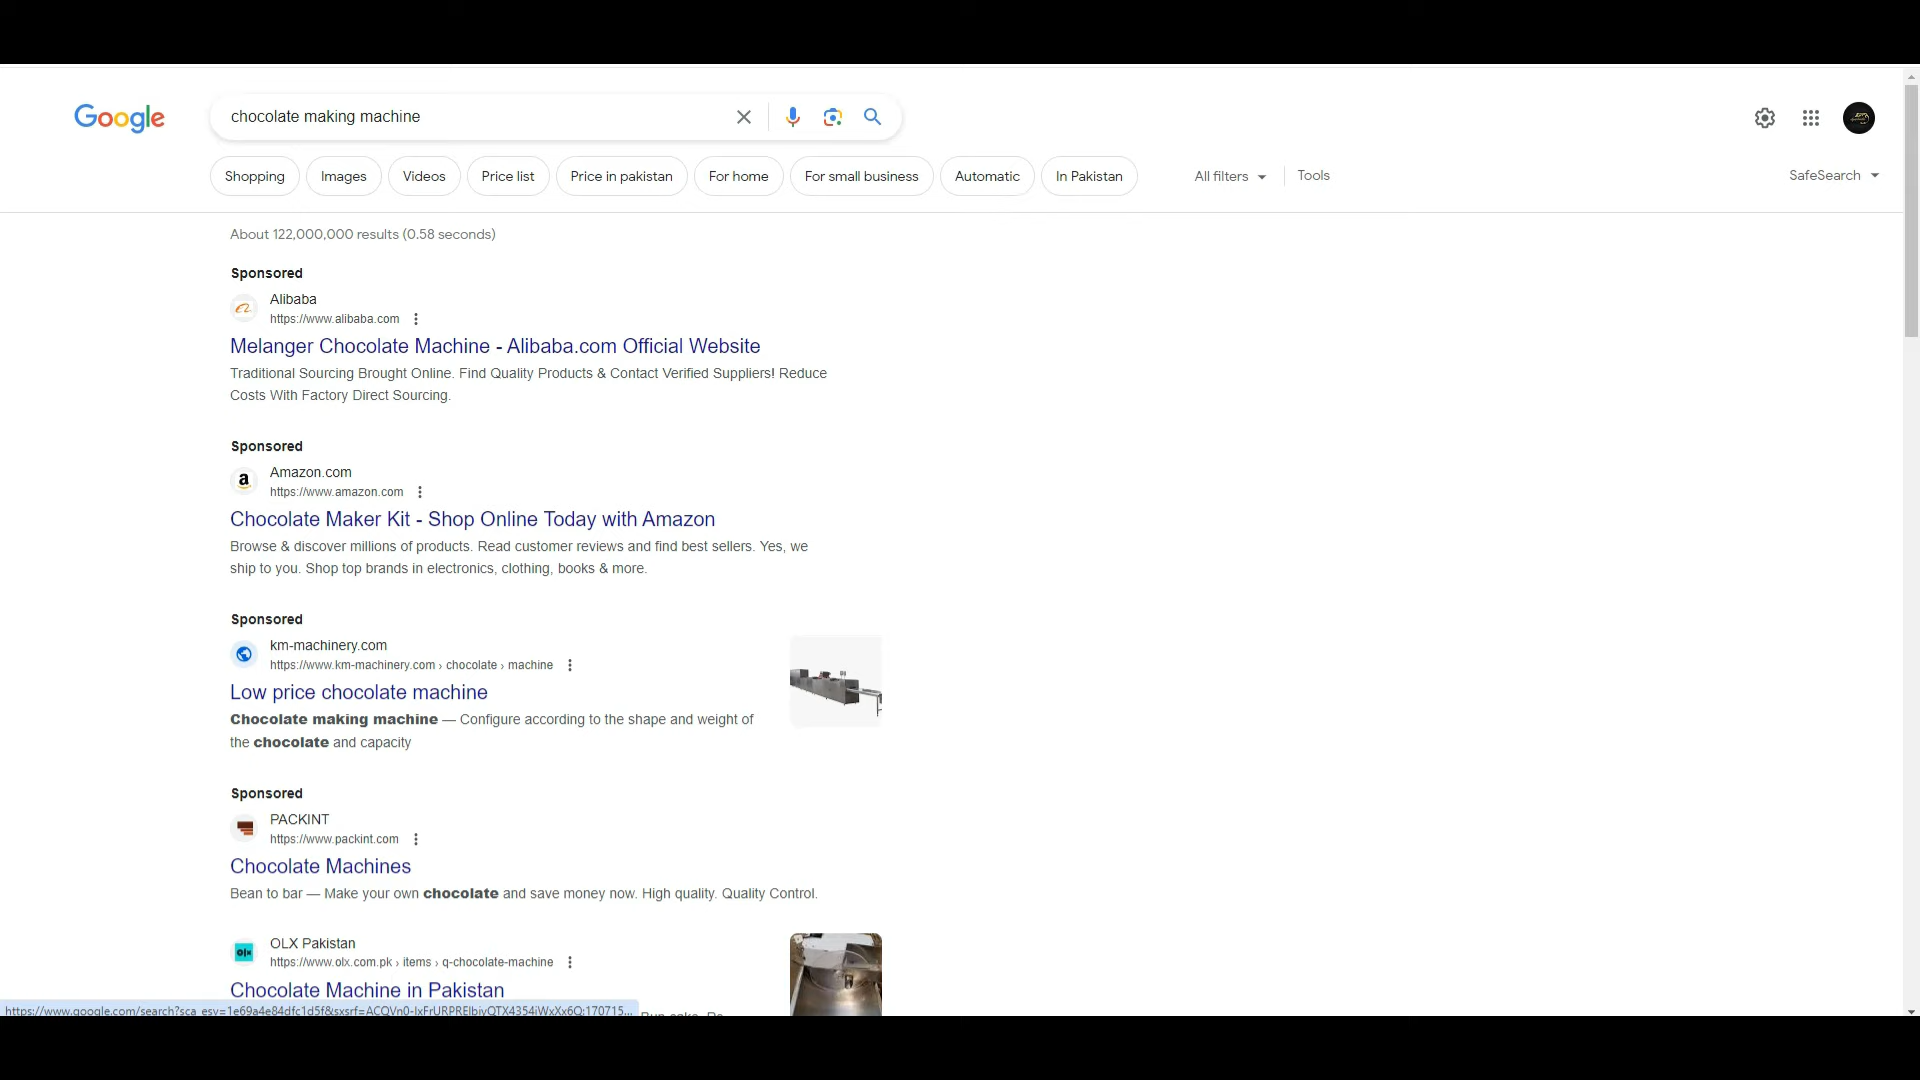 Google
chocolate making machine
Shopping
Images
Videos
Price list
Price in pakistan
For home
For small business
Automatic
In Pakistan
All filters
Tools
SafeSearch
About 122,000,000 results (0.58 seconds)
Sponsored
Alibaba
https://www.alibaba.com
Melanger Chocolate Machine - Alibaba.com Official Website
Traditional Sourcing Brought Online. Find Quality Products & Contact Verified Suppliers! Reduce
Costs With Factory Direct Sourcing.
Sponsored
Amazon.com
https://www.amazon.com
Chocolate Maker Kit - Shop Online Today with Amazon
Browse & discover millions of products. Read customer reviews and find best sellers. Yes, we
ship to you. Shop top brands in electronics, clothing, books & more.
Sponsored
km-machinery.com
https://www.km-machinery.com › chocolate › machine
Low price chocolate machine
Chocolate making machine — Configure according to the shape and weight of
the chocolate and capacity
Sponsored
PACKINT
https://www.packint.com
Chocolate Machines
Bean to bar — Make your own chocolate and save money now. High quality. Quality Control.
OLX Pakistan
https://www.olx.com.pk › items › q-chocolate-machine
Chocolate Machine in Pakistan